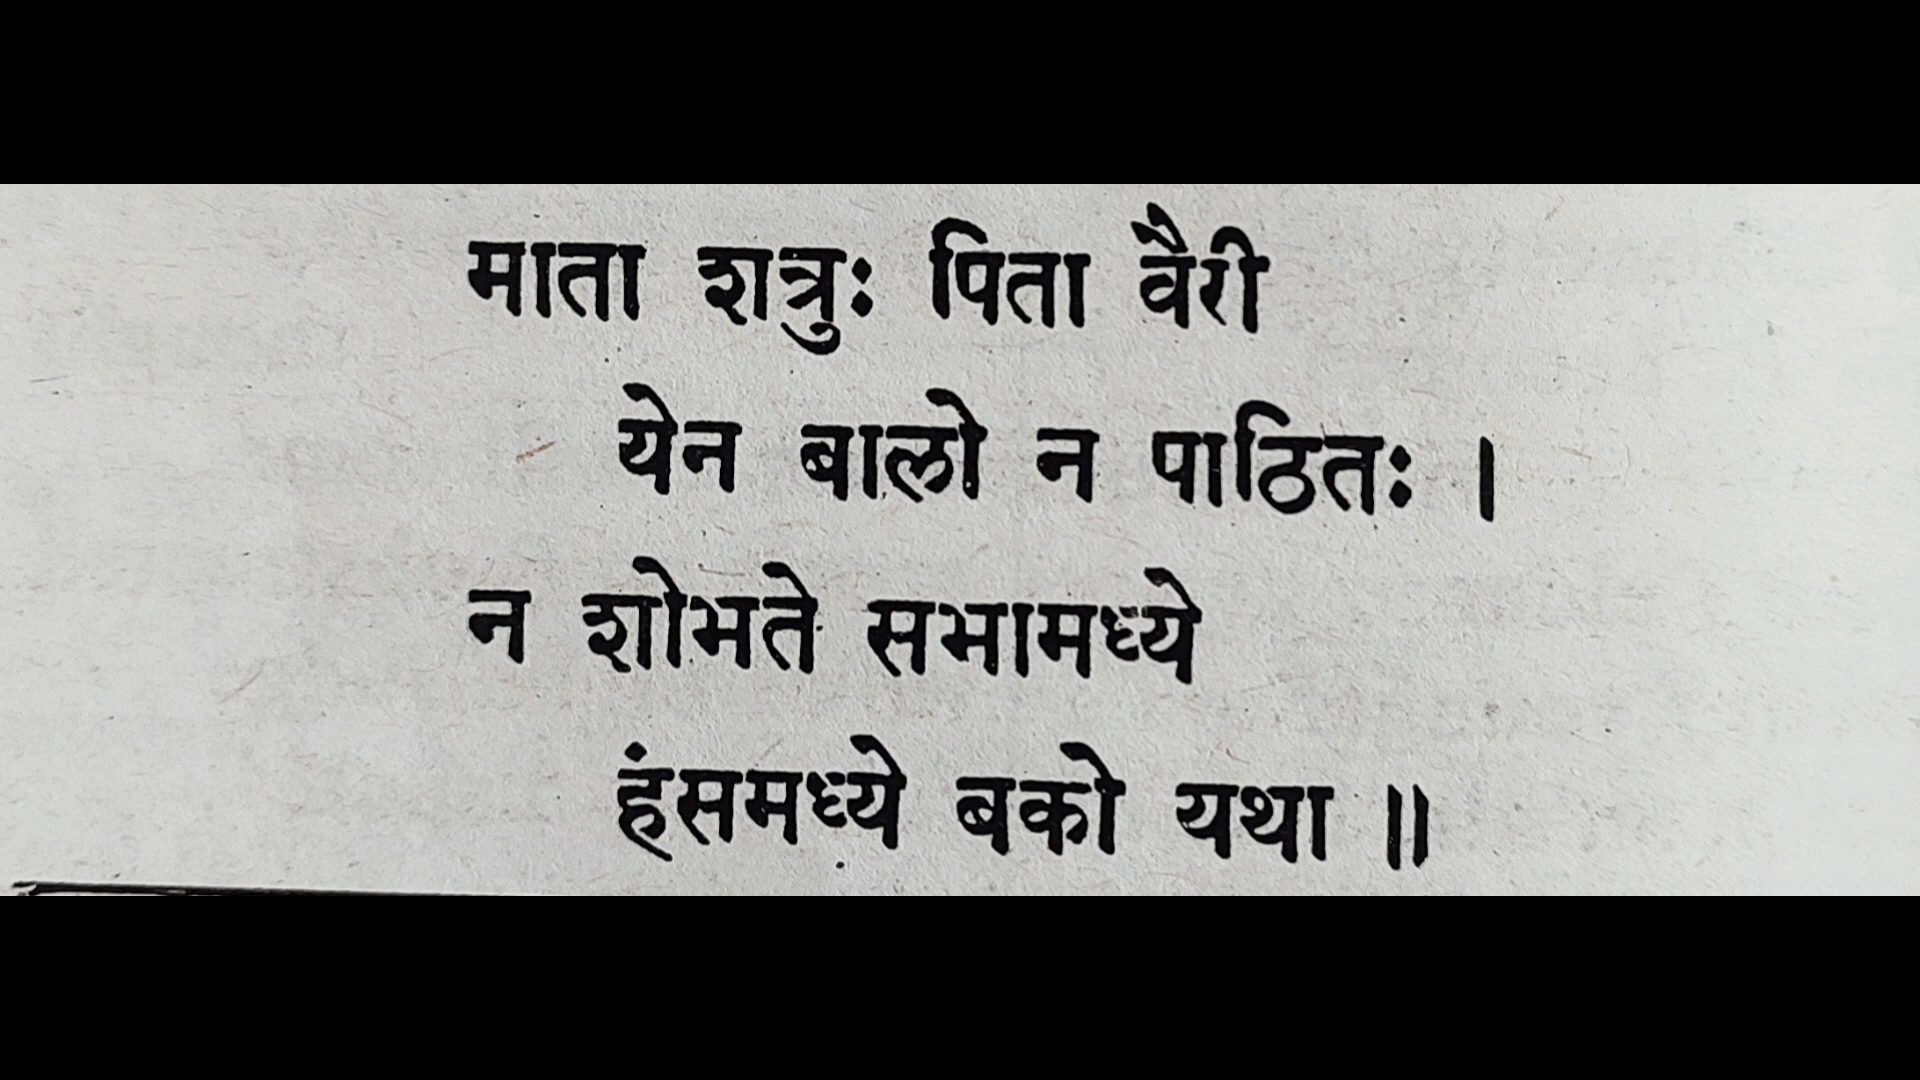 माता शत्रुः पिता वैरी
येन बालो न पाठितः ।
न शोभते सभामध्ये
हंसमध्ये बको यथा ॥